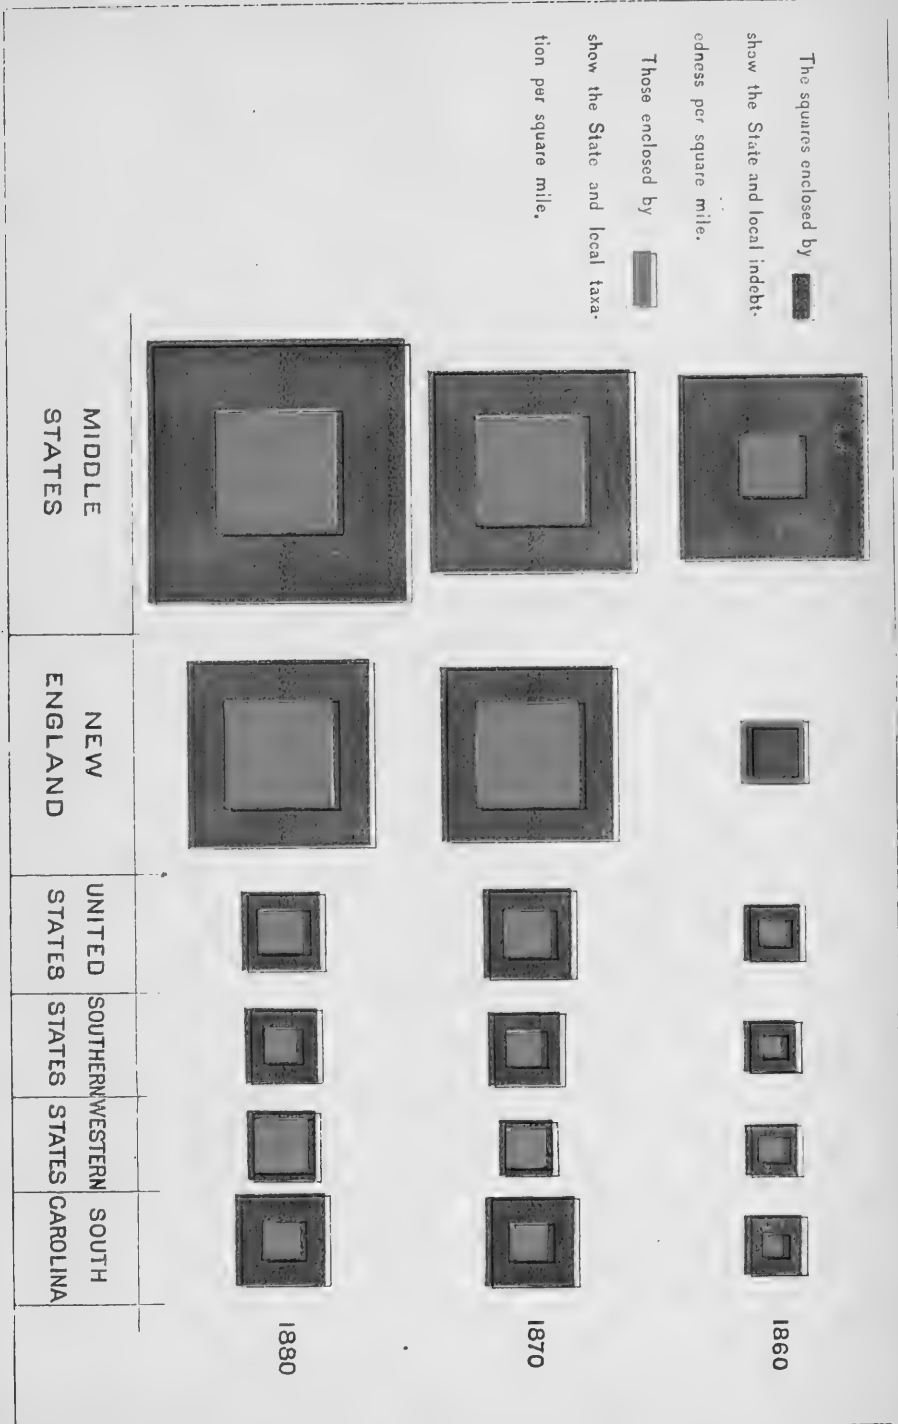 The squares enclosed by
show the State and local indebt-
edness per square mile.
Those enclosed by
show the State and local taxa-
tion per square mile.
1860
1870
1880
MIDDLE
STATES
NEW
ENGLAND
UNITED
STATES
SOUTHERN
STATES
WESTERN
STATES
SOUTH
CAROLINA